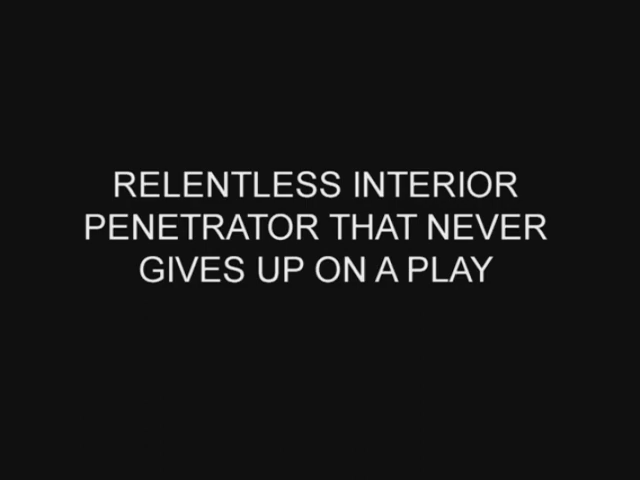 RELENTLESS INTERIOR
PENETRATOR THAT NEVER
GIVES UP ON A PLAY